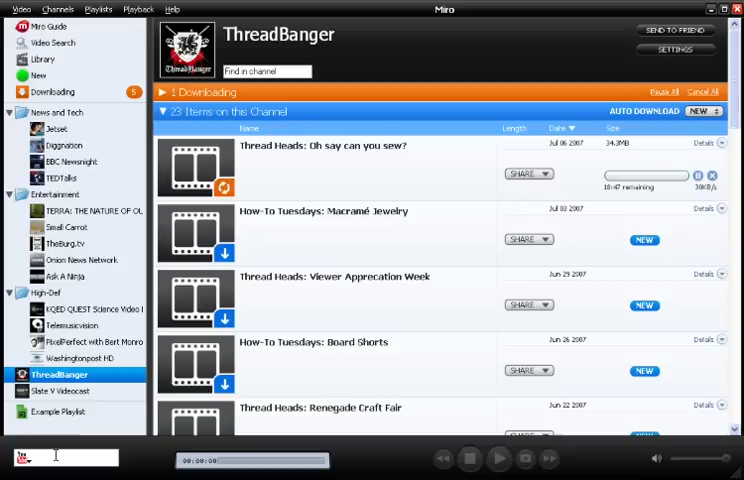 Video Channels Playlists Playback Help
Miro
Miro Guide
Video Search
Library
New
Downloading 5
News and Tech
Jetset
Diggnation
BBC Newsnight
TEDTalks
Entertainment
TERRA: THE NATURE OF OU
Small Carrot
TheBurg.tv
Onion News Network
Ask A Ninja
High-Def
KQED QUEST Science Video
Telemusicvision
PixelPerfect with Bert Monro
Washingtonpost HD
ThreadBanger
Slate V Videocast
Example Playlist
ThreadBanger
ThreadBanger
Find in channel
SEND TO FRIEND
SETTINGS
1 Downloading
Pause All Cancel All
23 Items on this Channel
AUTO DOWNLOAD NEW
Name Length Date Size
Thread Heads: Oh say can you sew?
SHARE
Jul 06 2007 34.3MB Details
18:47 remaining 30KB/s
How-To Tuesdays: Macramé Jewelry
SHARE
Jul 03 2007 Details
NEW
Thread Heads: Viewer Apprecation Week
SHARE
Jun 29 2007 Details
NEW
How-To Tuesdays: Board Shorts
SHARE
Jun 26 2007 Details
NEW
Thread Heads: Renegade Craft Fair
Jun 22 2007 Details
00:00:00